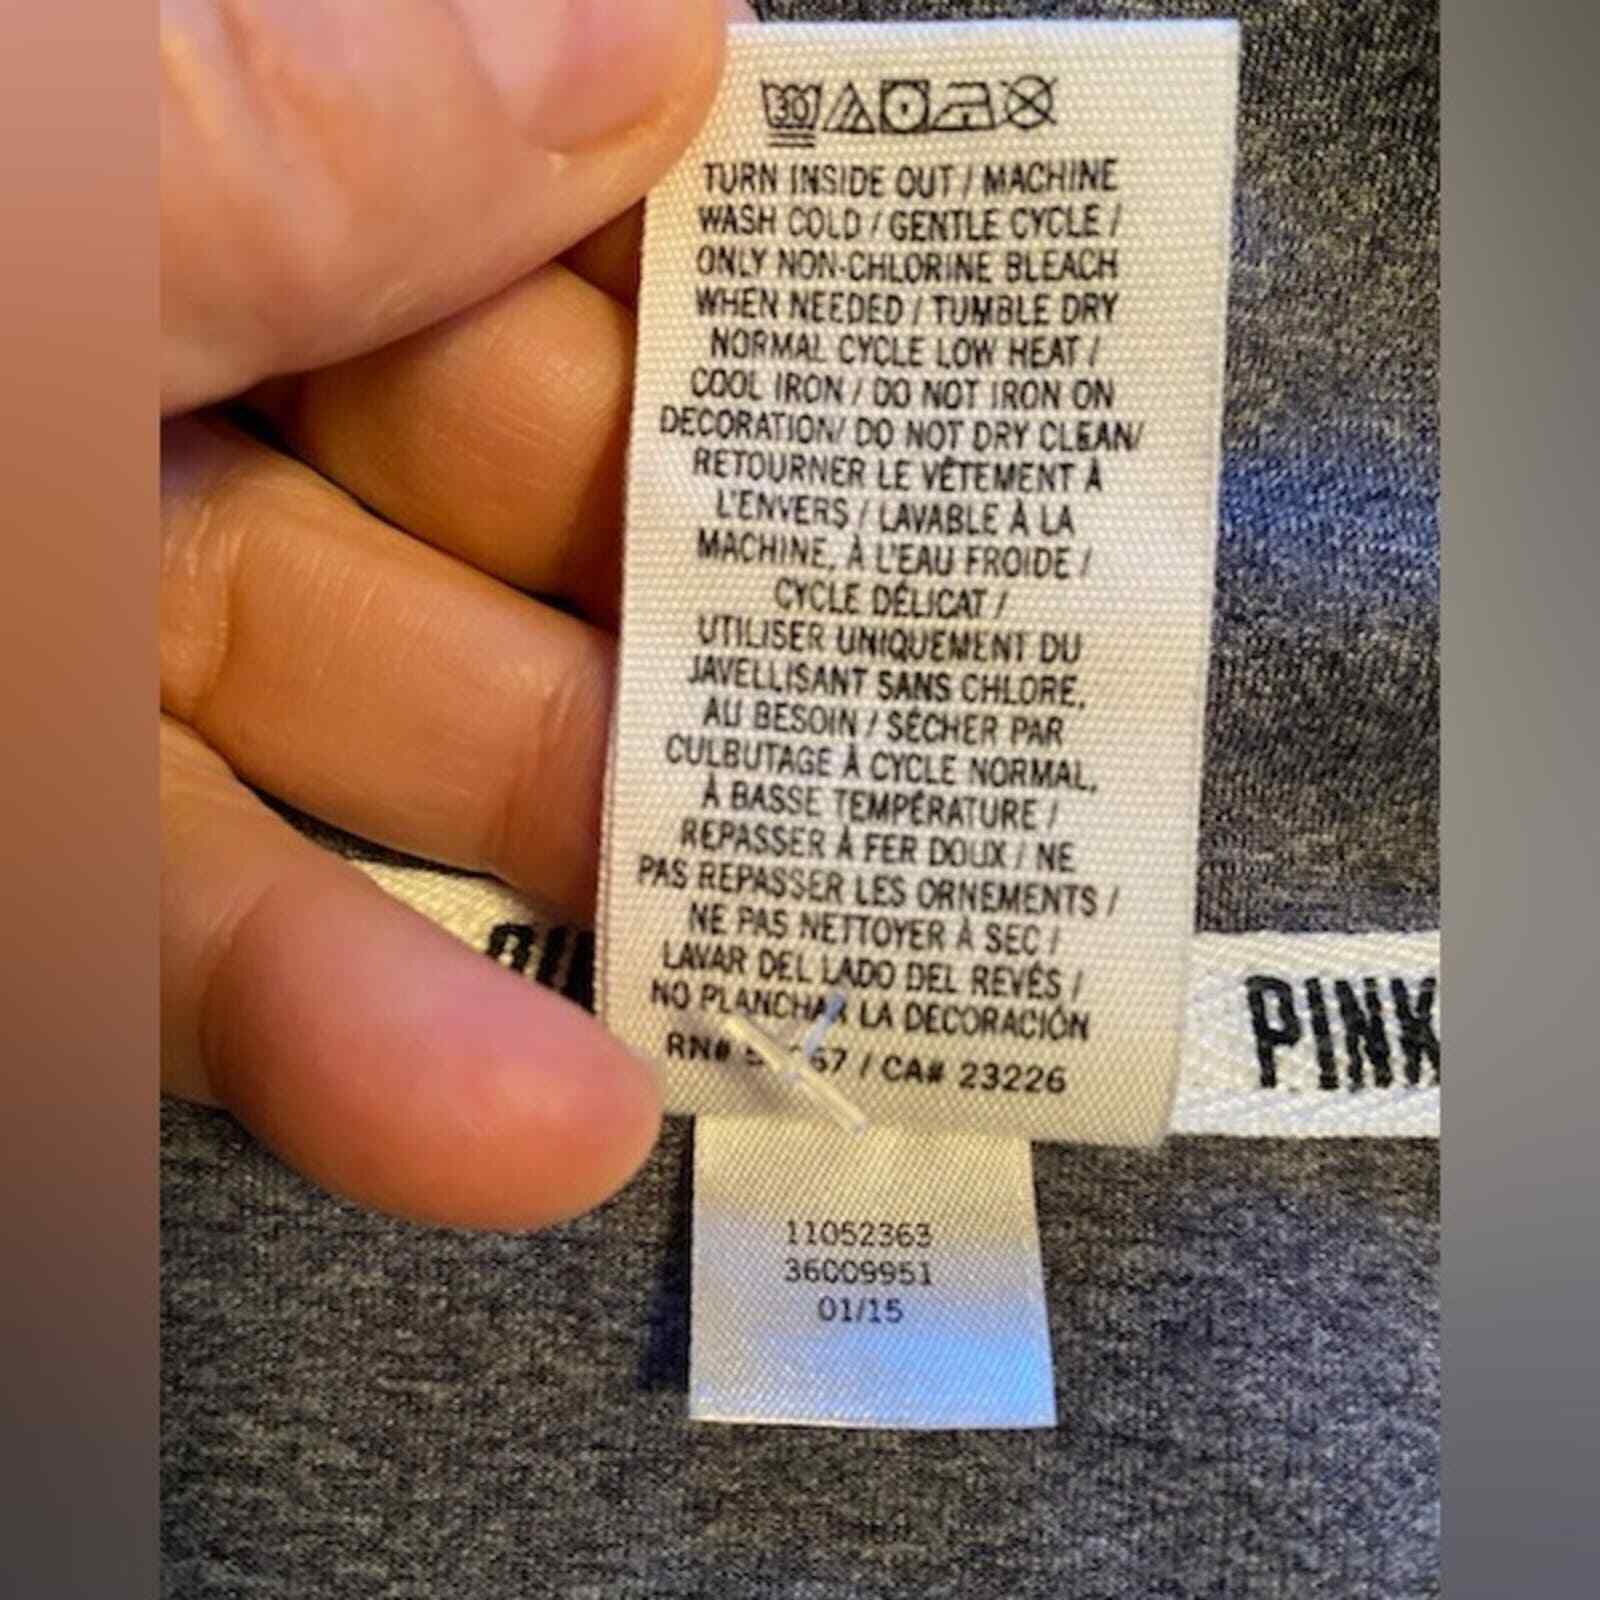 30
TURN INSIDE OUT / MACHINE
WASH COLD / GENTLE CYCLE /
ONLY NON-CHLORINE BLEACH
WHEN NEEDED / TUMBLE DRY
NORMAL CYCLE LOW HEAT /
COOL IRON / DO NOT IRON ON
DECORATION/ DO NOT DRY CLEAN/
RETOURNER LE VÊTEMENT À
L'ENVERS / LAVABLE À LA
MACHINE, À L'EAU FROIDE /
CYCLE DÉLICAT /
UTILISER UNIQUEMENT DU
JAVELLISANT SANS CHLORE,
AU BESOIN / SÉCHER PAR
CULBUTAGE À CYCLE NORMAL,
À BASSE TEMPÉRATURE /
REPASSER À FER DOUX / NE
PAS REPASSER LES ORNEMENTS /
NE PAS NETTOYER À SEC /
LAVAR DEL LADO DEL REVÉS /
NO PLANCHAR LA DECORACIÓN
RN# / CA# 23226
PINK
11052363
36009951
01/15